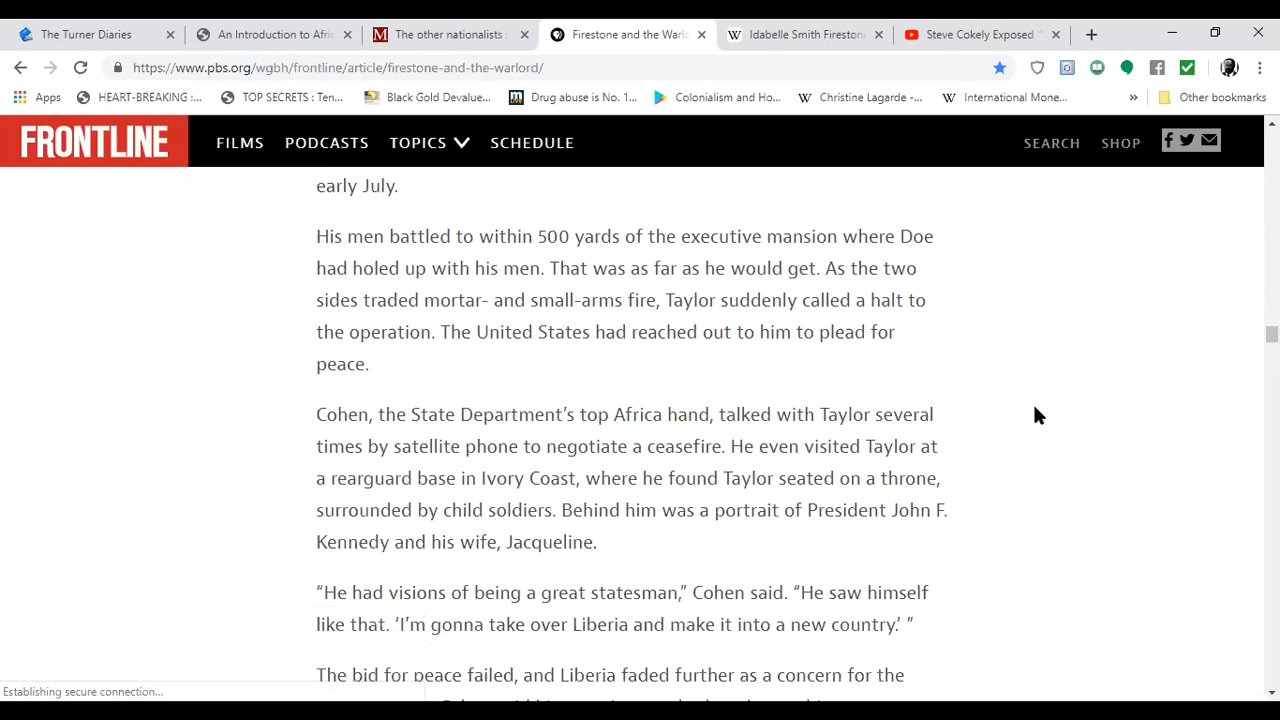 The Turner Diaries
An Introduction to Afric
The other nationalists :
Firestone and the Warlo
Idabelle Smith Firestone
Steve Cokely Exposed "
https://www.pbs.org/wgbh/frontline/article/firestone-and-the-warlord/
Apps
HEART-BREAKING :...
TOP SECRETS : Ten...
Black Gold Devalue...
Drug abuse is No. 1...
Colonialism and Ho...
Christine Lagarde -...
International Mone...
»
Other bookmarks
FRONTLINE
FILMS
PODCASTS
TOPICS
SCHEDULE
SEARCH
SHOP
early July.
His men battled to within 500 yards of the executive mansion where Doe
had holed up with his men. That was as far as he would get. As the two
sides traded mortar- and small-arms fire, Taylor suddenly called a halt to
the operation. The United States had reached out to him to plead for
peace.
Cohen, the State Department’s top Africa hand, talked with Taylor several
times by satellite phone to negotiate a ceasefire. He even visited Taylor at
a rearguard base in Ivory Coast, where he found Taylor seated on a throne,
surrounded by child soldiers. Behind him was a portrait of President John F.
Kennedy and his wife, Jacqueline.
“He had visions of being a great statesman,” Cohen said. “He saw himself
like that. ‘I’m gonna take over Liberia and make it into a new country.’ ”
The bid for peace failed, and Liberia faded further as a concern for the
Establishing secure connection...